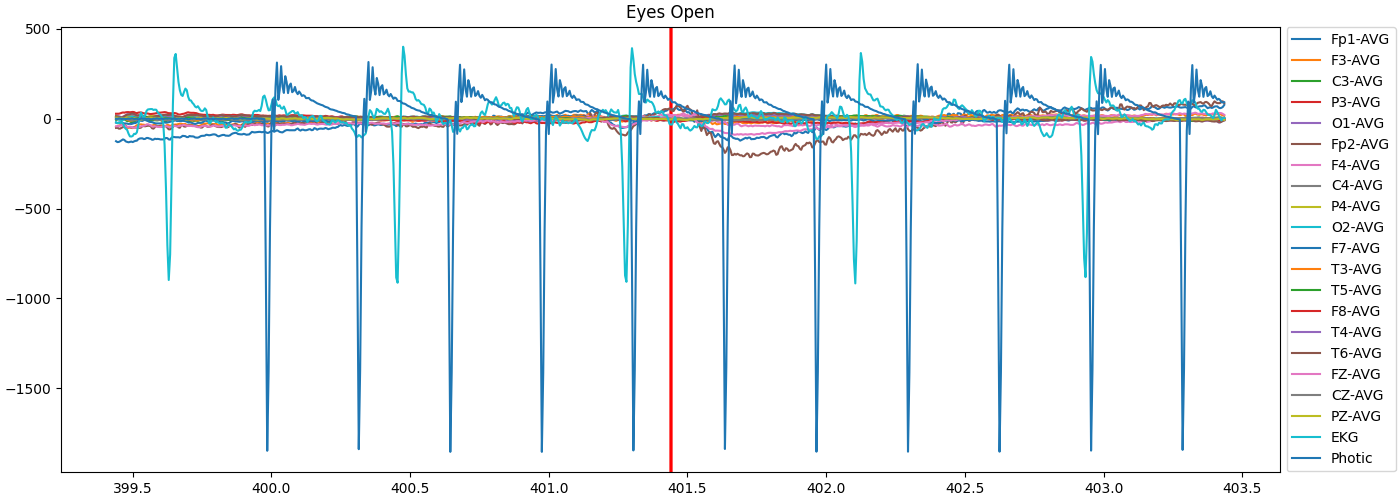 Eyes Open
500
0
−500
−1000
−1500
399.5 400.0 400.5 401.0 401.5 402.0 402.5 403.0 403.5
Fp1-AVG
F3-AVG
C3-AVG
P3-AVG
O1-AVG
Fp2-AVG
F4-AVG
C4-AVG
P4-AVG
O2-AVG
F7-AVG
T3-AVG
T5-AVG
F8-AVG
T4-AVG
T6-AVG
FZ-AVG
CZ-AVG
PZ-AVG
EKG
Photic